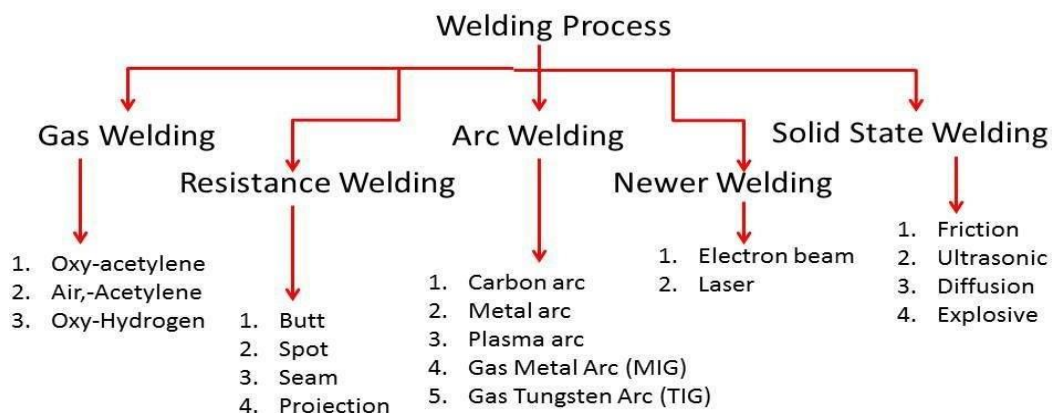 Welding Process
Gas Welding
1. Oxy-acetylene
2. Air,-Acetylene
3. Oxy-Hydrogen
Resistance Welding
1. Butt
2. Spot
3. Seam
4. Projection
Arc Welding
1. Carbon arc
2. Metal arc
3. Plasma arc
4. Gas Metal Arc (MIG)
5. Gas Tungsten Arc (TIG)
Newer Welding
1. Electron beam
2. Laser
Solid State Welding
1. Friction
2. Ultrasonic
3. Diffusion
4. Explosive